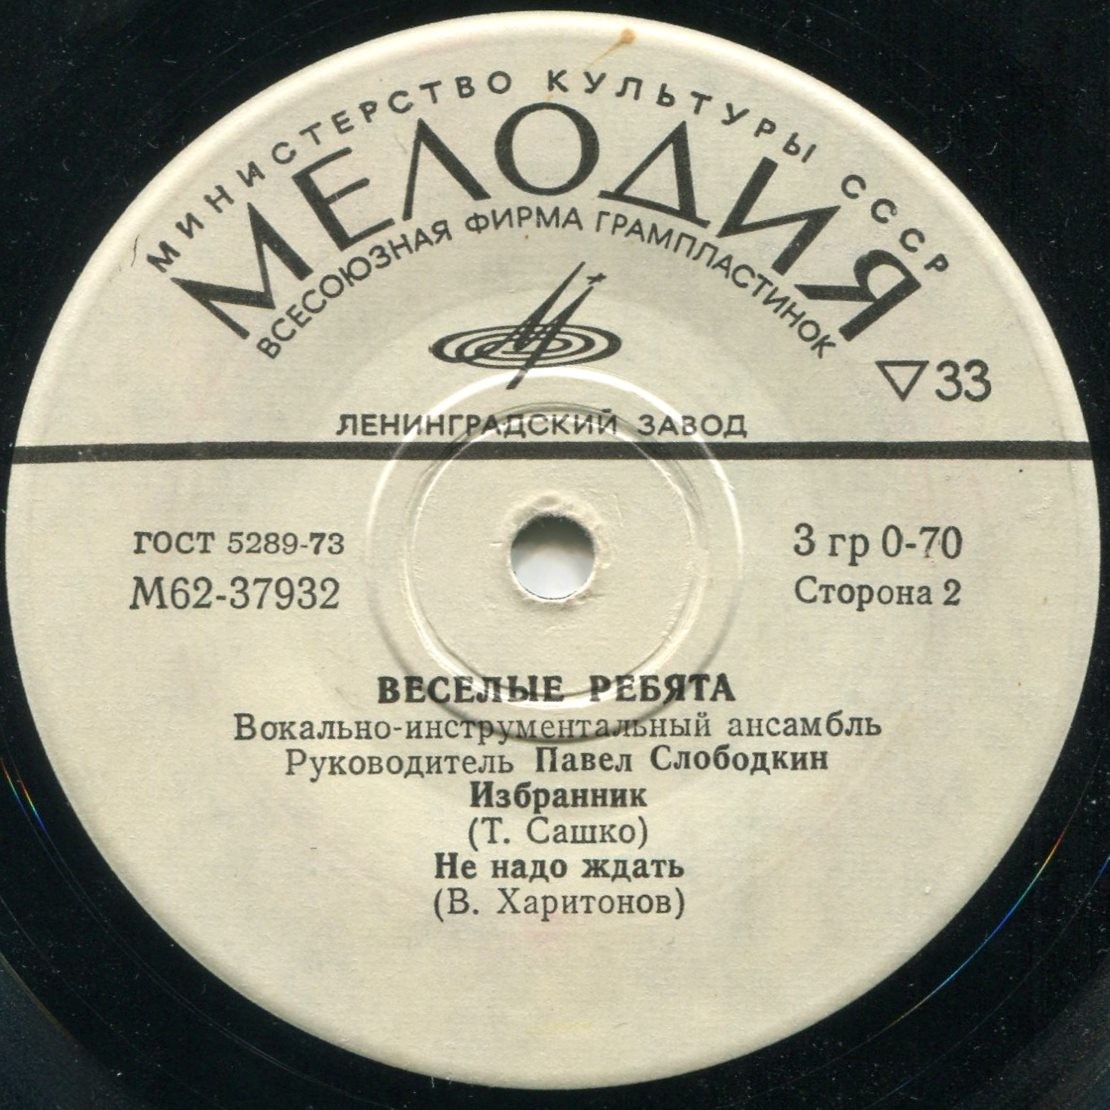 МИНИСТЕРСТВО КУЛЬТУРЫ СССР
МЕЛОДИЯ
ВСЕСОЮЗНАЯ ФИРМА ГРАМПЛАСТИНОК
▽33
ЛЕНИНГРАДСКИЙ ЗАВОД
ГОСТ 5289-73
3 гр 0-70
М62-37932
Сторона 2
ВЕСЕЛЫЕ РЕБЯТА
Вокально-инструментальный ансамбль
Руководитель Павел Слободкин
Избранник
(Т. Сашко)
Не надо ждать
(В. Харитонов)